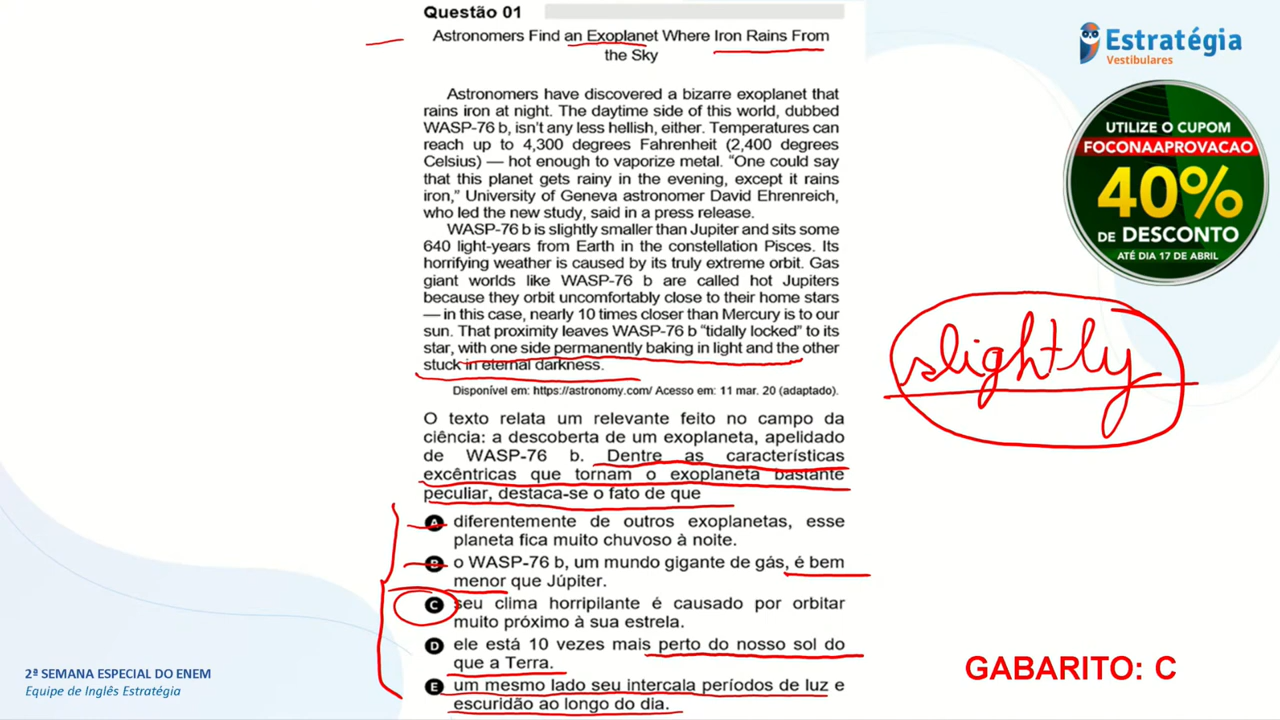 Questão 01
Astronomers Find an Exoplanet Where Iron Rains From
the Sky
Astronomers have discovered a bizarre exoplanet that
rains iron at night. The daytime side of this world, dubbed
WASP-76 b, isn't any less hellish, either. Temperatures can
reach up to 4,300 degrees Fahrenheit (2,400 degrees
Celsius) — hot enough to vaporize metal. “One could say
that this planet gets rainy in the evening, except it rains
iron,” University of Geneva astronomer David Ehrenreich,
who led the new study, said in a press release.
WASP-76 b is slightly smaller than Jupiter and sits some
640 light-years from Earth in the constellation Pisces. Its
horrifying weather is caused by its truly extreme orbit. Gas
giant worlds like WASP-76 b are called hot Jupiters
because they orbit uncomfortably close to their home stars
— in this case, nearly 10 times closer than Mercury is to our
sun. That proximity leaves WASP-76 b “tidally locked” to its
star, with one side permanently baking in light and the other
stuck in eternal darkness.
Disponível em: https://astronomy.com/ Acesso em: 11 mar. 20 (adaptado).
O texto relata um relevante feito no campo da
ciência: a descoberta de um exoplaneta, apelidado
de WASP-76 b. Dentre as características
excêntricas que tornam o exoplaneta bastante
peculiar, destaca-se o fato de que
A diferentemente de outros exoplanetas, esse
planeta fica muito chuvoso à noite.
B o WASP-76 b, um mundo gigante de gás, é bem
menor que Júpiter.
C seu clima horripilante é causado por orbitar
muito próximo à sua estrela.
D ele está 10 vezes mais perto do nosso sol do
que a Terra.
E um mesmo lado seu intercala períodos de luz e
escuridão ao longo do dia.
Estratégia
Vestibulares
UTILIZE O CUPOM
FOCONAAPROVACAO
40%
DE DESCONTO
ATÉ DIA 17 DE ABRIL
slightly
GABARITO: C
2ª SEMANA ESPECIAL DO ENEM
Equipe de Inglês Estratégia